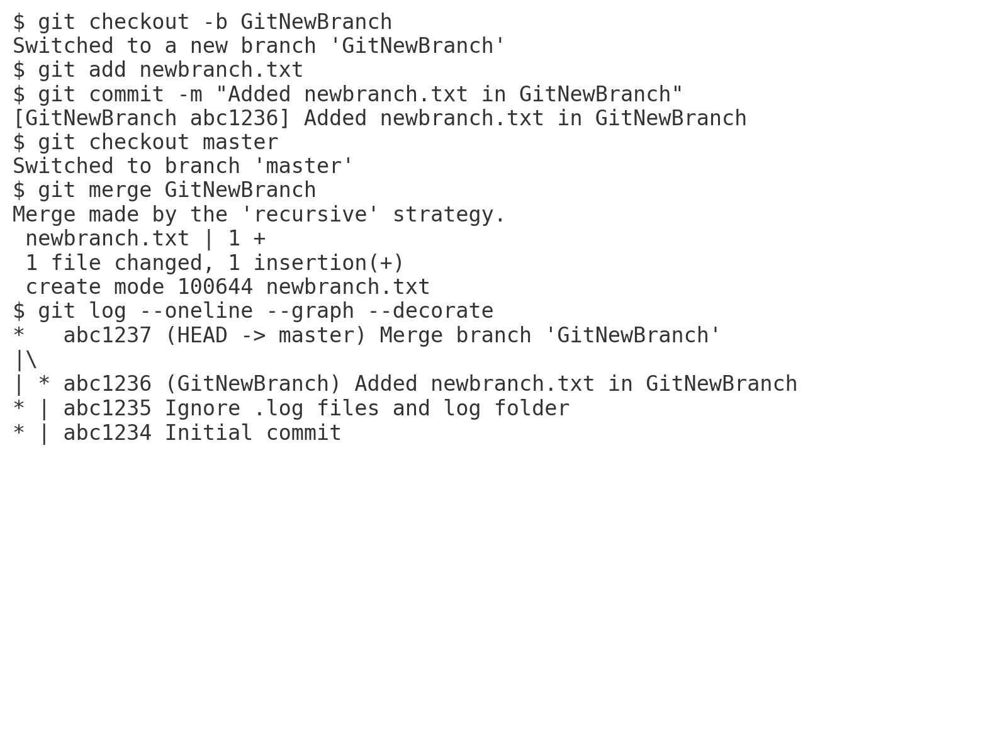 $ git checkout -b GitNewBranch
Switched to a new branch 'GitNewBranch'
$ git add newbranch.txt
$ git commit -m "Added newbranch.txt in GitNewBranch"
[GitNewBranch abc1236] Added newbranch.txt in GitNewBranch
$ git checkout master
Switched to branch 'master'
$ git merge GitNewBranch
Merge made by the 'recursive' strategy.
 newbranch.txt | 1 +
 1 file changed, 1 insertion(+)
 create mode 100644 newbranch.txt
$ git log --oneline --graph --decorate
*   abc1237 (HEAD -> master) Merge branch 'GitNewBranch'
|\
| * abc1236 (GitNewBranch) Added newbranch.txt in GitNewBranch
* | abc1235 Ignore .log files and log folder
* | abc1234 Initial commit